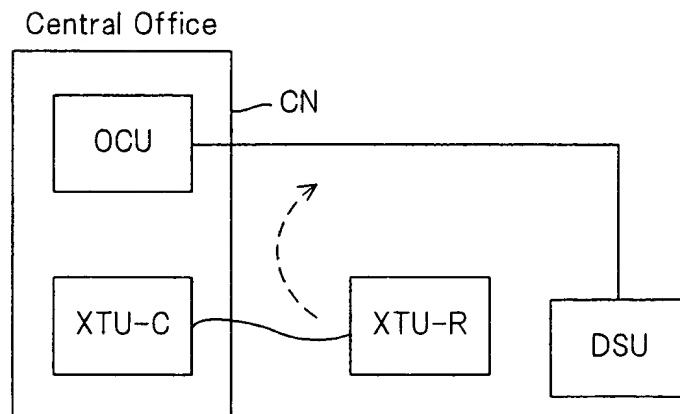 Central Office
CN
OCU
XTU-C
XTU-R
DSU